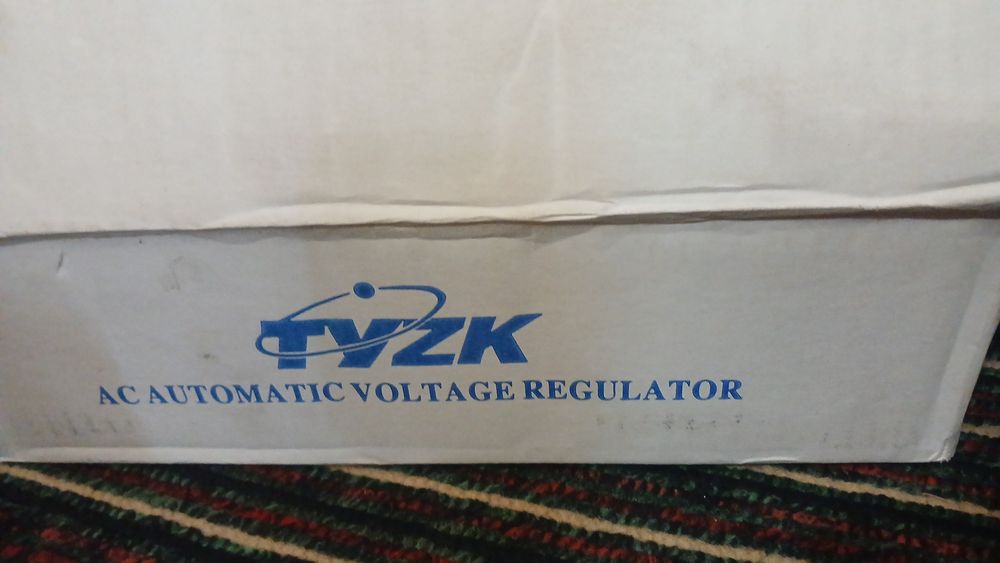 TYZK
AC AUTOMATIC VOLTAGE REGULATOR